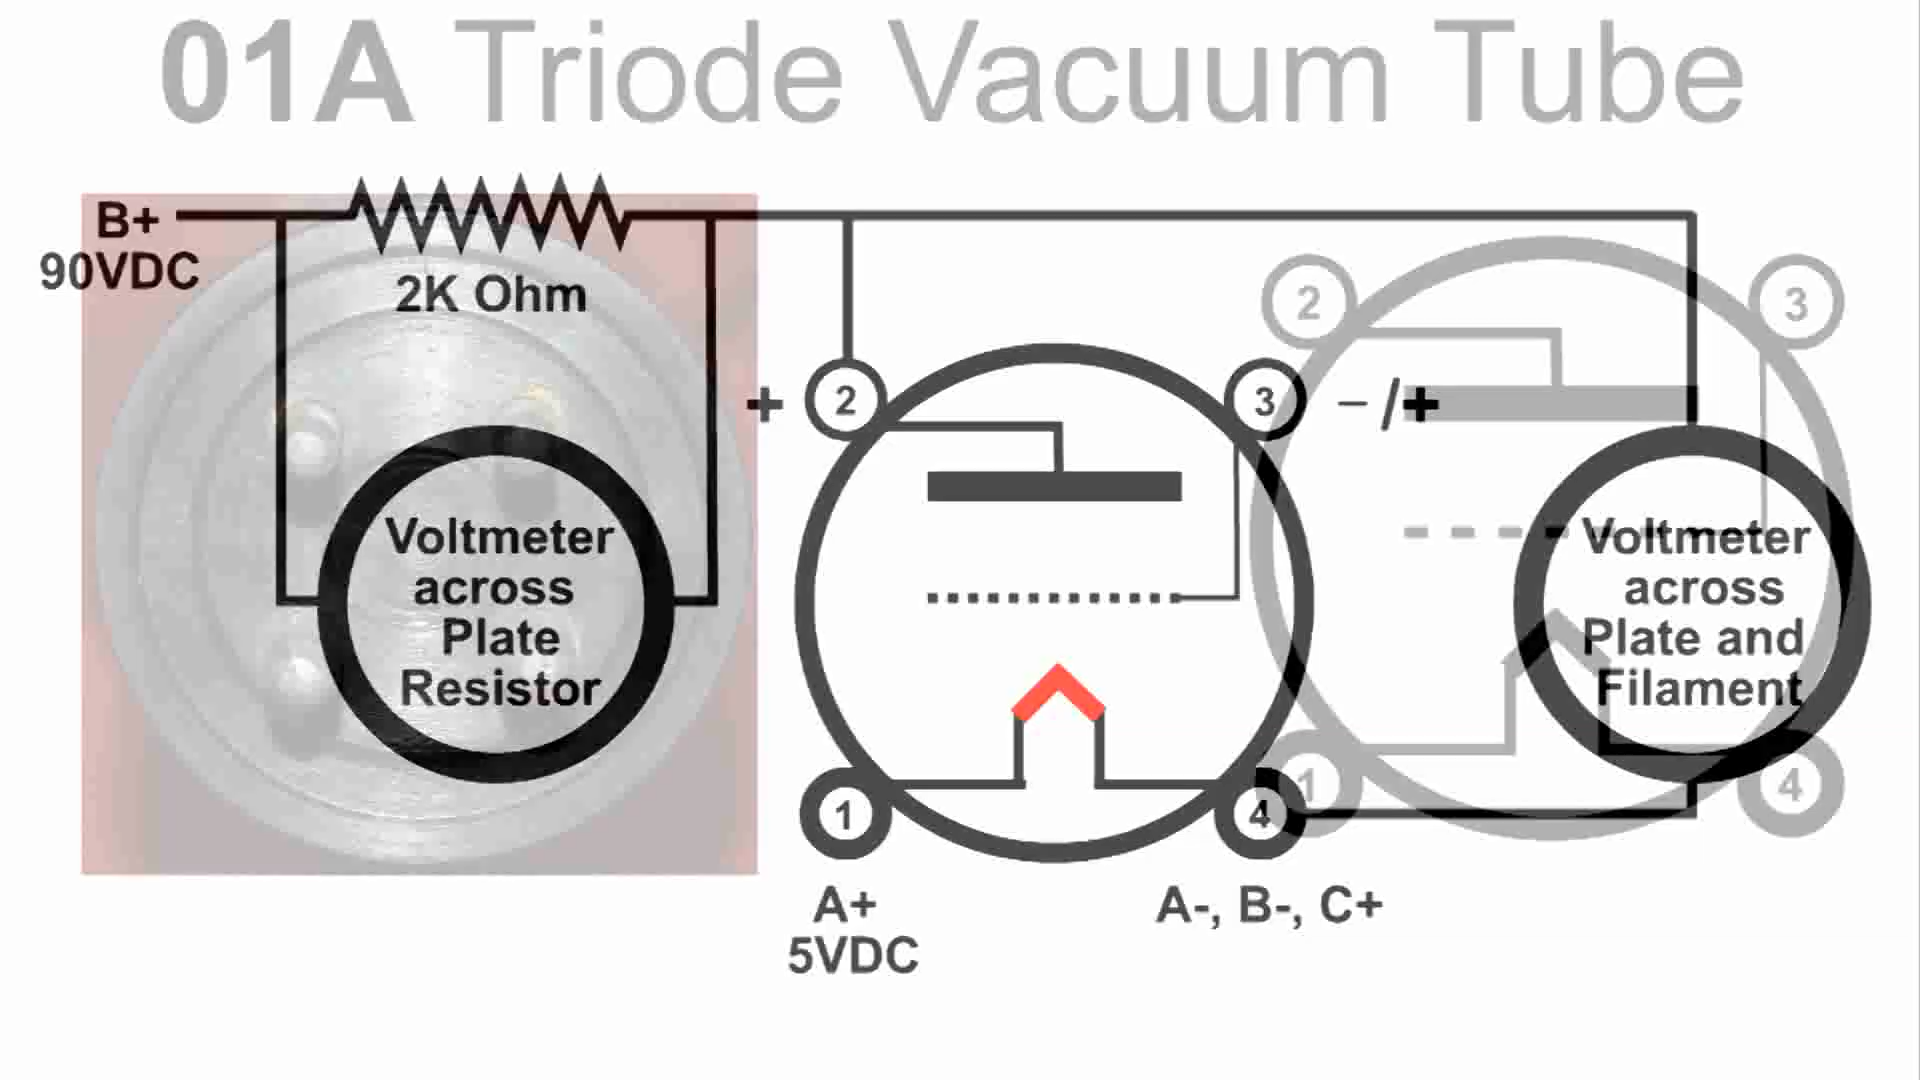 01A Triode Vacuum Tube
B+
90VDC
2K Ohm
+
2
3
– /+
2
3
Voltmeter
across
Plate
Resistor
Voltmeter
across
Plate and
Filament
1
4
1
4
A+
5VDC
A-, B-, C+